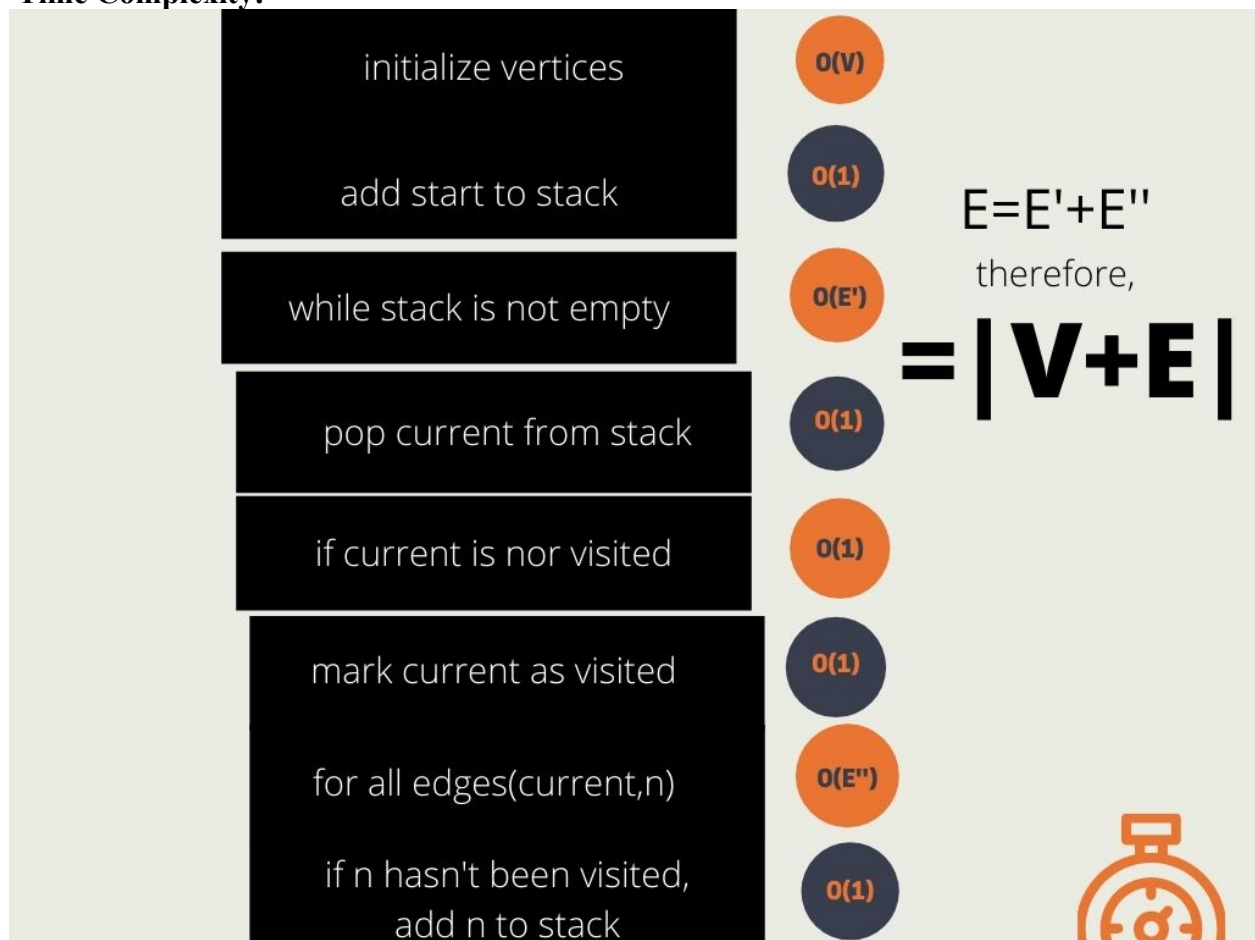 Time Complexity:
initialize vertices
O(V)
add start to stack
O(1)
while stack is not empty
O(E')
pop current from stack
O(1)
if current is nor visited
O(1)
mark current as visited
O(1)
for all edges(current,n)
O(E'')
if n hasn't been visited,
add n to stack
O(1)
E=E'+E''
therefore,
=|V+E|